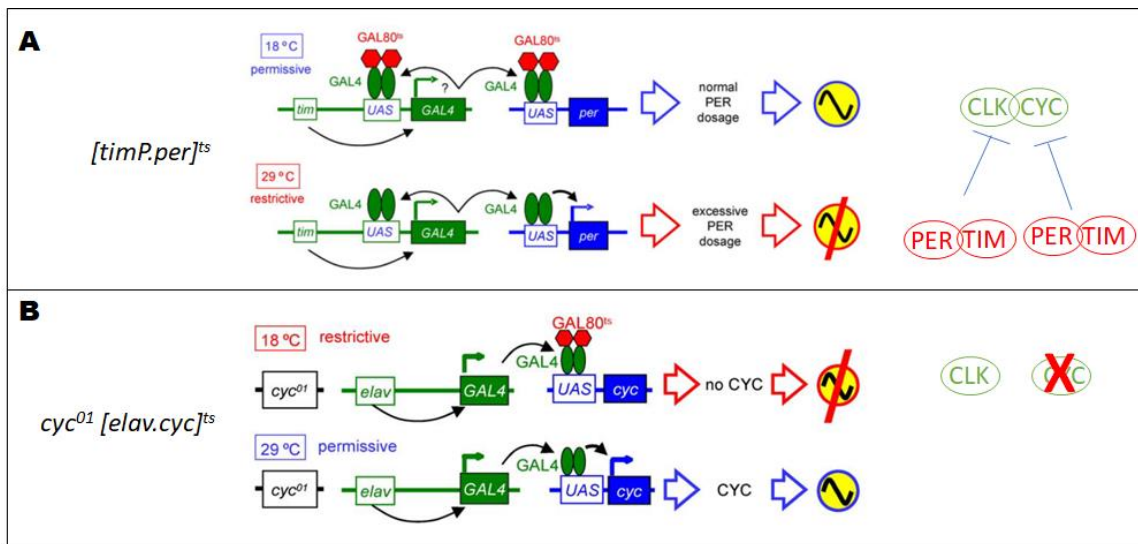 A
[timP.per]ts
18 ºC
permissive
GAL80ts
GAL80ts
GAL4
GAL4
?
tim
UAS
GAL4
UAS
per
normal
PER
dosage
CLK CYC
29 ºC
restrictive
GAL4
GAL4
tim
UAS
GAL4
UAS
per
excessive
PER
dosage
PER TIM PER TIM
B
cyc01 [elav.cyc]ts
18 ºC restrictive
GAL80ts
GAL4
cyc01
elav
GAL4
UAS
cyc
no CYC
CLK CYC
29 ºC permissive
GAL4
cyc01
elav
GAL4
UAS
cyc
CYC